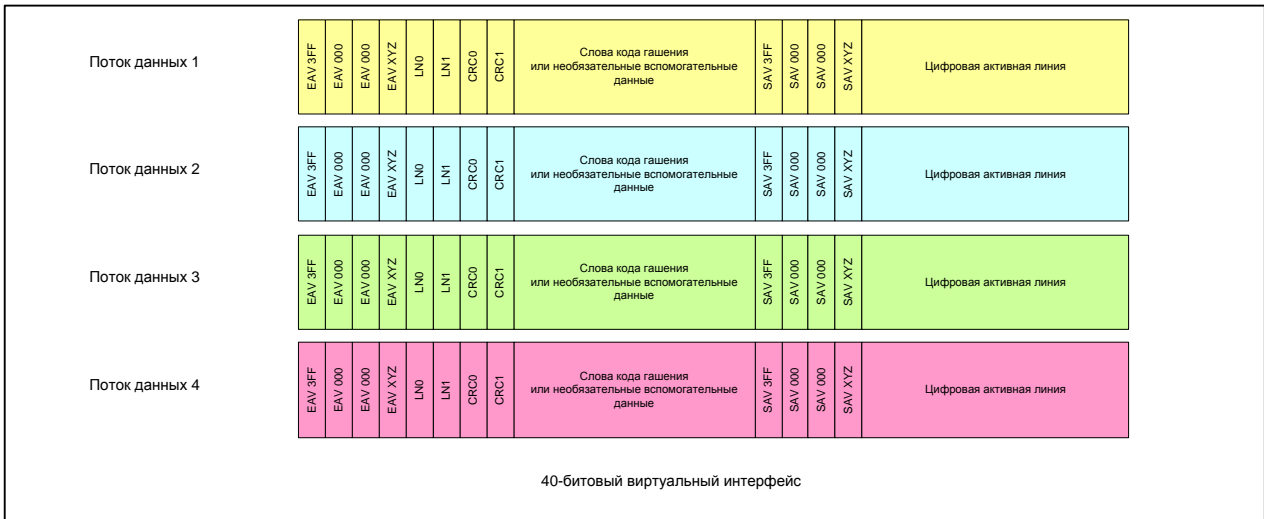 Поток данных 1
EAV 3FF
EAV 000
EAV 000
EAV XYZ
LN0
LN1
CRC0
CRC1
Слова кода гашения
или необязательные вспомогательные
данные
SAV 3FF
SAV 000
SAV 000
SAV XYZ
Цифровая активная линия
Поток данных 2
EAV 3FF
EAV 000
EAV 000
EAV XYZ
LN0
LN1
CRC0
CRC1
Слова кода гашения
или необязательные вспомогательные
данные
SAV 3FF
SAV 000
SAV 000
SAV XYZ
Цифровая активная линия
Поток данных 3
EAV 3FF
EAV 000
EAV 000
EAV XYZ
LN0
LN1
CRC0
CRC1
Слова кода гашения
или необязательные вспомогательные
данные
SAV 3FF
SAV 000
SAV 000
SAV XYZ
Цифровая активная линия
Поток данных 4
EAV 3FF
EAV 000
EAV 000
EAV XYZ
LN0
LN1
CRC0
CRC1
Слова кода гашения
или необязательные вспомогательные
данные
SAV 3FF
SAV 000
SAV 000
SAV XYZ
Цифровая активная линия
40-битовый виртуальный интерфейс